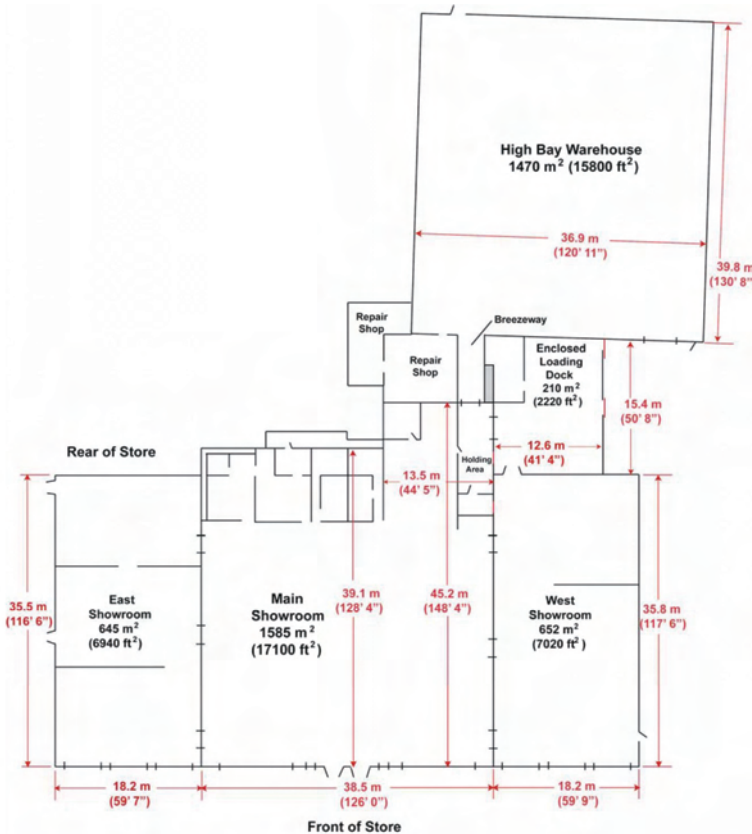 High Bay Warehouse
1470 m² (15800 ft²)
36.9 m
(120' 11")
39.8 m
(130' 8")
Repair
Shop
Breezeway
Repair
Shop
Enclosed
Loading
Dock
210 m²
(2220 ft²)
15.4 m
(50' 8")
Rear of Store
12.6 m
(41' 4")
Holding
Area
13.5 m
(44' 5")
35.5 m
(116' 6")
East
Showroom
645 m²
(6940 ft²)
Main
Showroom
1585 m²
(17100 ft²)
39.1 m
(128' 4")
45.2 m
(148' 4")
West
Showroom
652 m²
(7020 ft²)
35.8 m
(117' 6")
18.2 m
(59' 7")
38.5 m
(126' 0")
18.2 m
(59' 9")
Front of Store